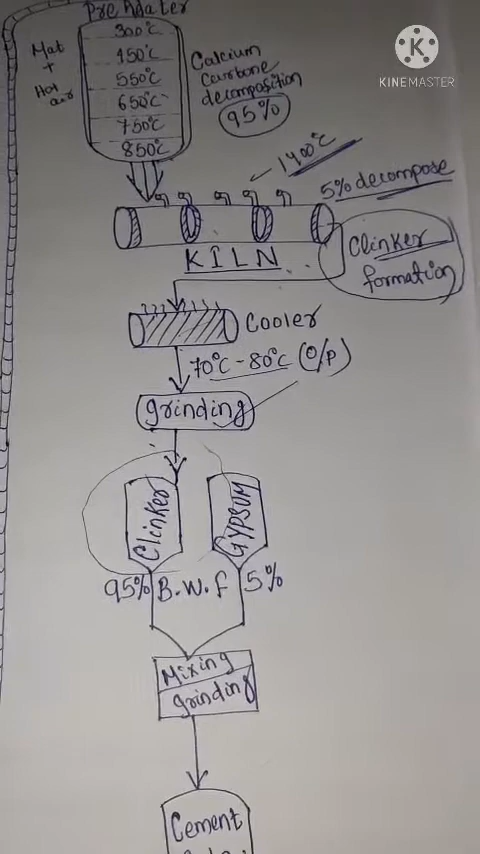 Pre Heater
300°C
450°C
550°C
650°C
750°C
850°C
Mat
+
Hot
air
Calcium
Carbone
decomposition
95%
KINEMASTER
1400°C
5% decompose
KILN
Clinker
formation
Cooler
70°C - 80°C (O/P)
Grinding
Clinker
GYPSUM
95% B.W.F 5%
Mixing
Grinding
Cement